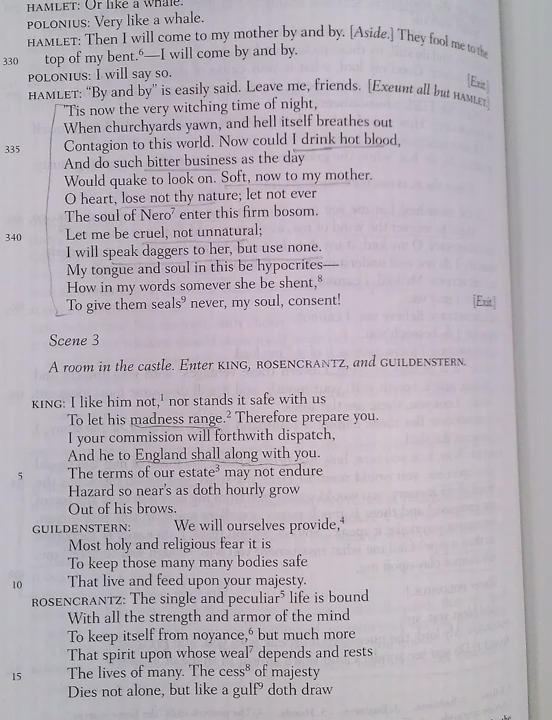 HAMLET: Or like a whale.
POLONIUS: Very like a whale.
HAMLET: Then I will come to my mother by and by. [Aside.] They fool me to the
330 top of my bent.⁶—I will come by and by.
POLONIUS: I will say so. [Exit]
HAMLET: "By and by" is easily said. Leave me, friends. [Exeunt all but HAMLET]
'Tis now the very witching time of night,
When churchyards yawn, and hell itself breathes out
335 Contagion to this world. Now could I drink hot blood,
And do such bitter business as the day
Would quake to look on. Soft, now to my mother.
O heart, lose not thy nature; let not ever
The soul of Nero⁷ enter this firm bosom.
340 Let me be cruel, not unnatural;
I will speak daggers to her, but use none.
My tongue and soul in this be hypocrites—
How in my words somever she be shent,⁸
To give them seals⁹ never, my soul, consent! [Exit]
Scene 3
A room in the castle. Enter KING, ROSENCRANTZ, and GUILDENSTERN.
KING: I like him not,¹ nor stands it safe with us
To let his madness range.² Therefore prepare you.
I your commission will forthwith dispatch,
And he to England shall along with you.
5 The terms of our estate³ may not endure
Hazard so near's as doth hourly grow
Out of his brows.
GUILDENSTERN: We will ourselves provide,⁴
Most holy and religious fear it is
To keep those many many bodies safe
10 That live and feed upon your majesty.
ROSENCRANTZ: The single and peculiar⁵ life is bound
With all the strength and armor of the mind
To keep itself from noyance,⁶ but much more
That spirit upon whose weal⁷ depends and rests
15 The lives of many. The cess⁸ of majesty
Dies not alone, but like a gulf⁹ doth draw